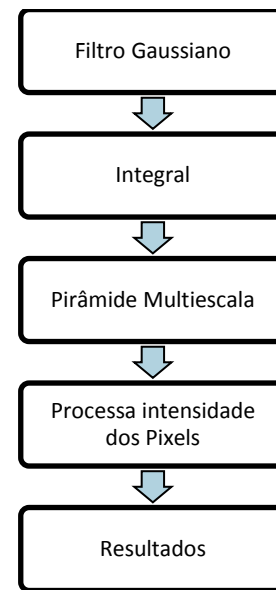 Filtro Gaussiano
Integral
Pirâmide Multiescala
Processa intensidade
dos Pixels
Resultados